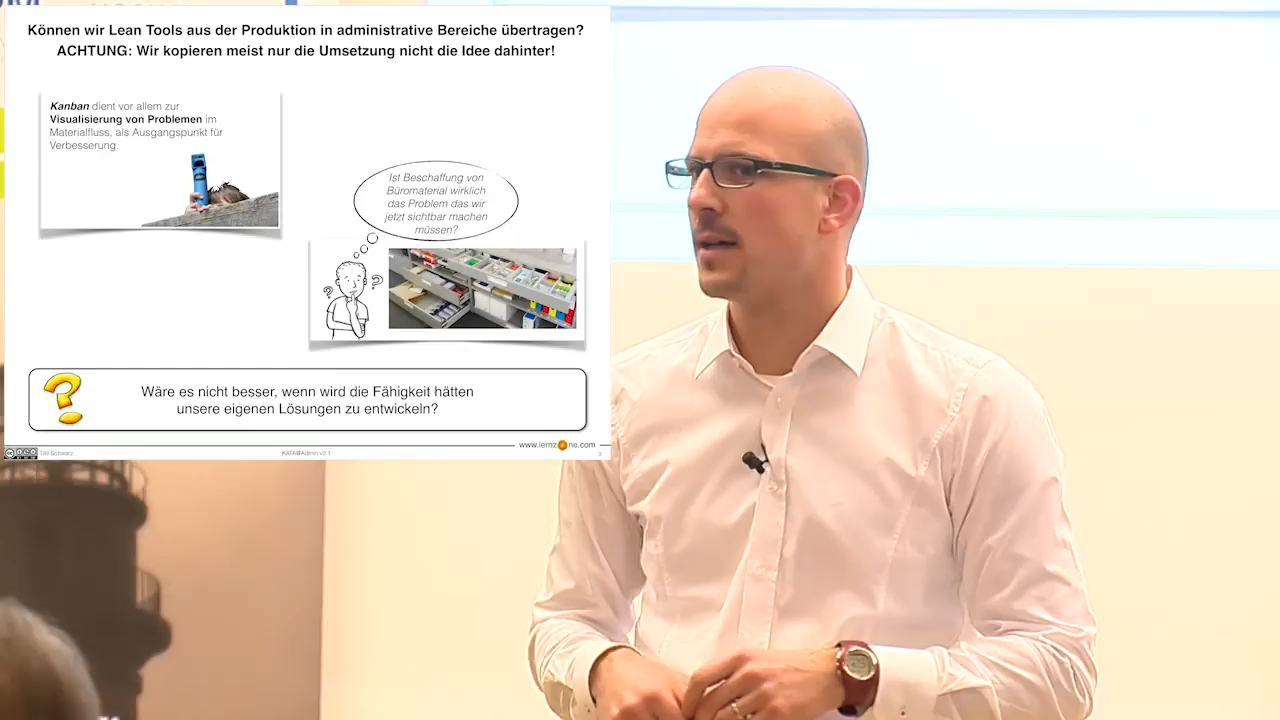 Können wir Lean Tools aus der Produktion in administrative Bereiche übertragen?
ACHTUNG: Wir kopieren meist nur die Umsetzung nicht die Idee dahinter!
Kanban dient vor allem zur
Visualisierung von Problemen im
Materialfluss, als Ausgangspunkt für
Verbesserung.
Ist Beschaffung von
Büromaterial wirklich
das Problem das wir
jetzt sichtbar machen
müssen?
Wäre es nicht besser, wenn wird die Fähigkeit hätten
unsere eigenen Lösungen zu entwickeln?
www.lernzone.com
Tilo Schwarz
KATA@Admin v2.1
3